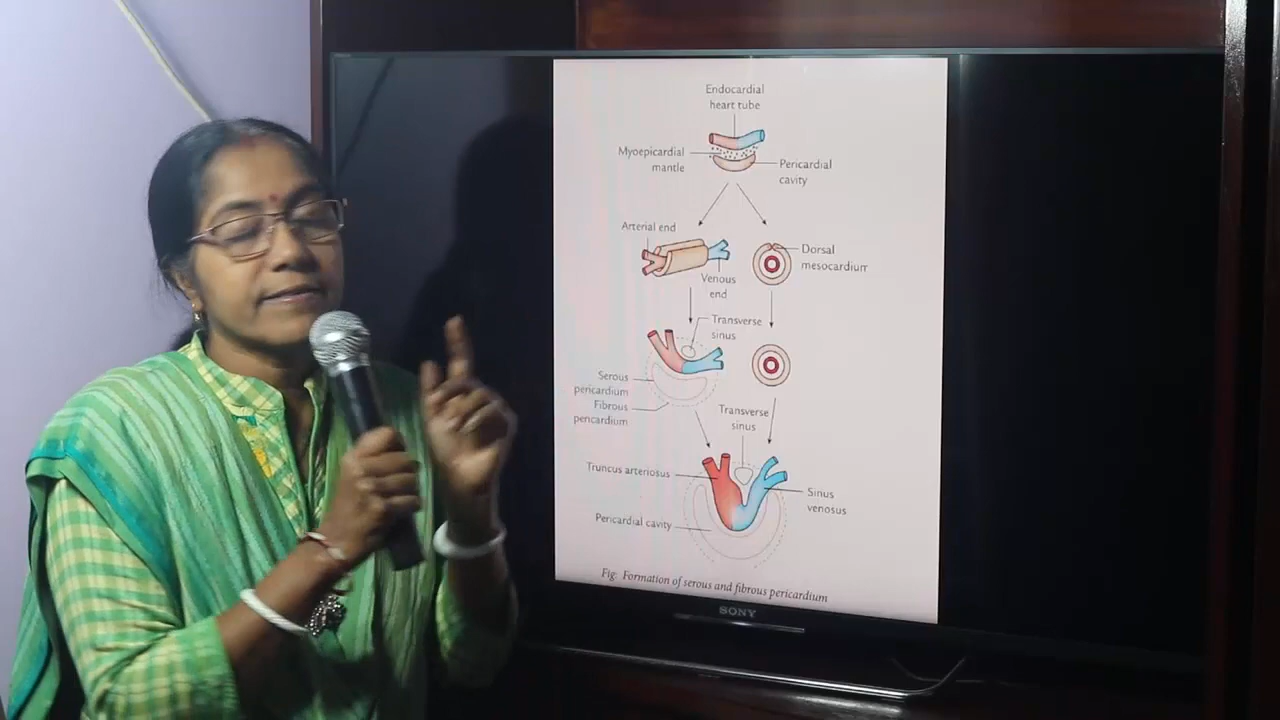 Endocardial
heart tube
Myoepicardial
mantle
Pericardial
cavity
Arterial end
Dorsal
mesocardium
Venous
end
Transverse
sinus
Serous
pericardium
Fibrous
pericardium
Transverse
sinus
Truncus arteriosus
Sinus
venosus
Pericardial cavity
Fig: Formation of serous and fibrous pericardium
SONY